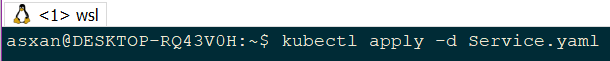 <1> wsl
asxan@DESKTOP-RQ43V0H:~$ kubectl apply -d Service.yaml